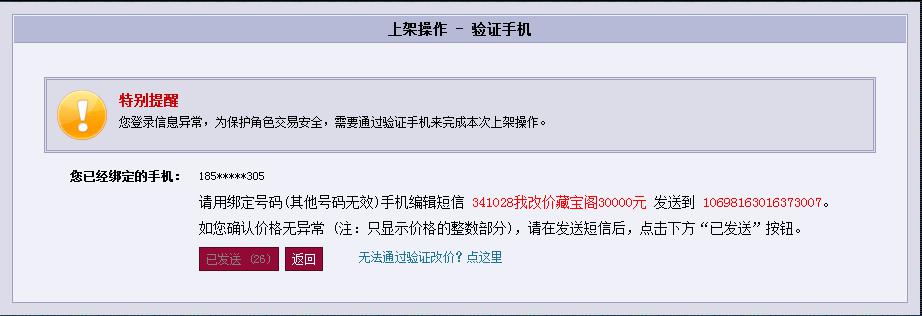 上架操作 - 验证手机
特别提醒
您登录信息异常，为保护角色交易安全，需要通过验证手机来完成本次上架操作。
您已经绑定的手机： 185*****305
请用绑定号码(其他号码无效)手机编辑短信 341028我改价藏宝阁30000元 发送到 10698163016373007。
如您确认价格无异常 (注：只显示价格的整数部分)，请在发送短信后，点击下方“已发送”按钮。
已发送 (26) 返回 无法通过验证改价？点这里